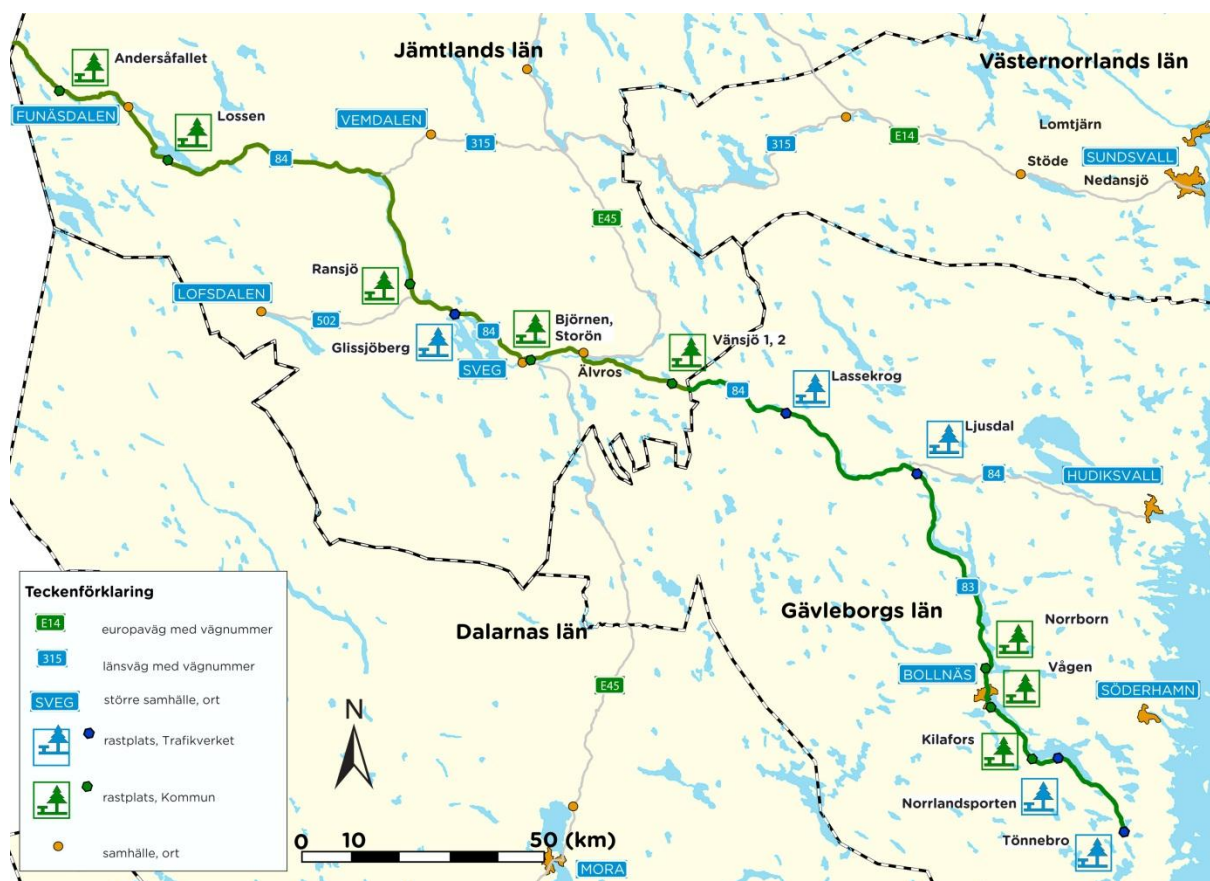 Jämtlands län
Västernorrlands län
Andersåfallet
FUNÄSDALEN
Lossen
VEMDALEN
315
84
E14
315
Lomtjärn
Stöde
SUNDSVALL
Nedansjö
E45
Ransjö
LOFSDALEN
502
Glissjöberg
84
SVEG
Björnen,
Storön
Älvros
Vänsjö 1, 2
84
Lassekrog
Ljusdal
84
HUDIKSVALL
83
Gävleborgs län
Dalarnas län
E45
Norrborn
BOLLNÄS
Vågen
SÖDERHAMN
Kilafors
Norrlandsporten
Tönnebro
MORA
Teckenförklaring
E14 europaväg med vägnummer
315 länsväg med vägnummer
SVEG större samhälle, ort
rastplats, Trafikverket
rastplats, Kommun
samhälle, ort
N
0 10 50 (km)